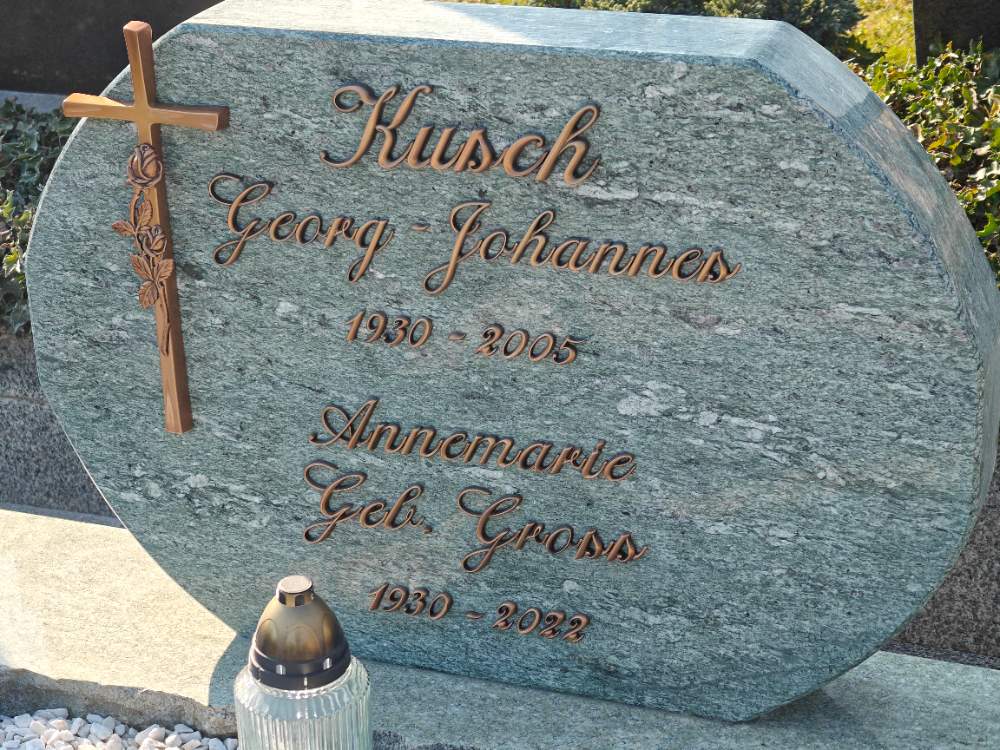 Kusch
Georg - Johannes
1930 - 2005
Annemarie
Geb. Gross
1930 - 2022